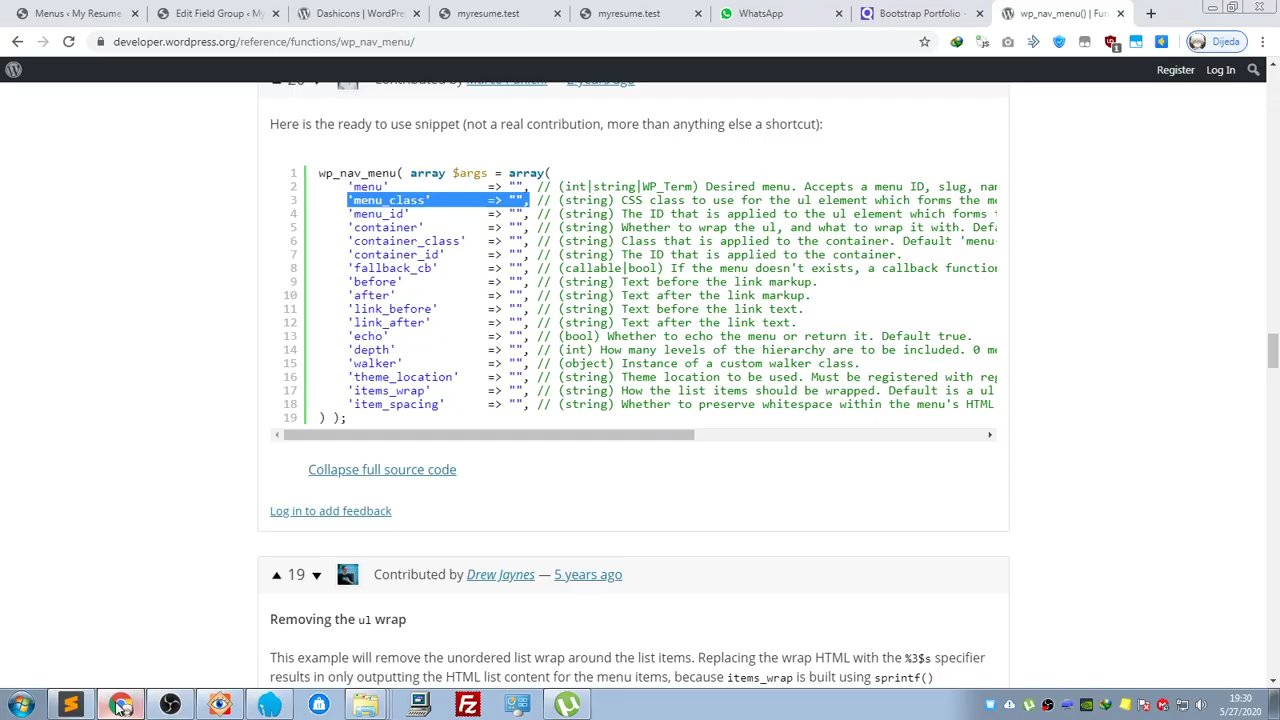 Menus < My Resume
Edit Field Group < My
Dashicons | WordPre
myresume.test
myresume.test
WhatsApp
Bootstrap Portfolio
wp_nav_menu() | Fun
developer.wordpress.org/reference/functions/wp_nav_menu/
1
Dijeda
Register
Log In
Here is the ready to use snippet (not a real contribution, more than anything else a shortcut):
1 wp_nav_menu( array $args = array(
2 'menu' => "", // (int|string|WP_Term) Desired menu. Accepts a menu ID, slug, nam
3 'menu_class' => "", // (string) CSS class to use for the ul element which forms the me
4 'menu_id' => "", // (string) The ID that is applied to the ul element which forms t
5 'container' => "", // (string) Whether to wrap the ul, and what to wrap it with. Defa
6 'container_class' => "", // (string) Class that is applied to the container. Default 'menu-
7 'container_id' => "", // (string) The ID that is applied to the container.
8 'fallback_cb' => "", // (callable|bool) If the menu doesn't exists, a callback function
9 'before' => "", // (string) Text before the link markup.
10 'after' => "", // (string) Text after the link markup.
11 'link_before' => "", // (string) Text before the link text.
12 'link_after' => "", // (string) Text after the link text.
13 'echo' => "", // (bool) Whether to echo the menu or return it. Default true.
14 'depth' => "", // (int) How many levels of the hierarchy are to be included. 0 me
15 'walker' => "", // (object) Instance of a custom walker class.
16 'theme_location' => "", // (string) Theme location to be used. Must be registered with reg
17 'items_wrap' => "", // (string) How the list items should be wrapped. Default is a ul
18 'item_spacing' => "", // (string) Whether to preserve whitespace within the menu's HTML
19 ) );
Collapse full source code
Log in to add feedback
19 Contributed by Drew Jaynes — 5 years ago
Removing the ul wrap
This example will remove the unordered list wrap around the list items. Replacing the wrap HTML with the %3$s specifier
results in only outputting the HTML list content for the menu items, because items_wrap is built using sprintf()
19:30
5/27/2020